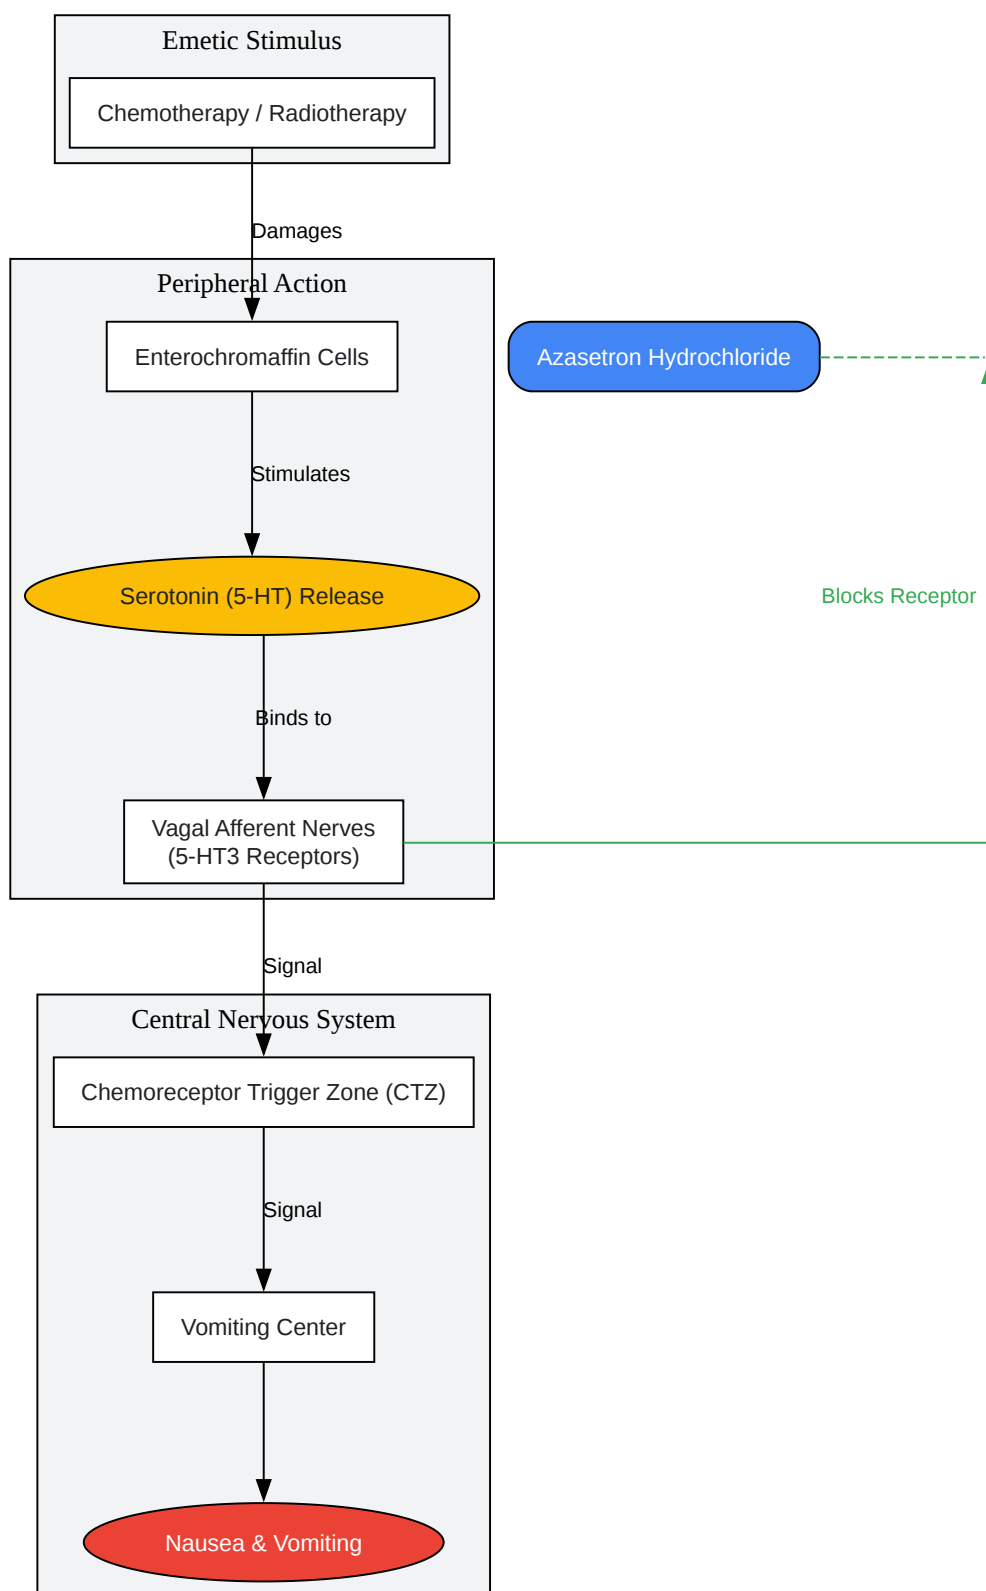 Emetic Stimulus
Chemotherapy / Radiotherapy
Damages
Peripheral Action
Enterochromaffin Cells
Azasetron Hydrochloride
Stimulates
Serotonin (5-HT) Release
Blocks Receptor
Binds to
Vagal Afferent Nerves
(5-HT3 Receptors)
Signal
Central Nervous System
Chemoreceptor Trigger Zone (CTZ)
Signal
Vomiting Center
Nausea & Vomiting